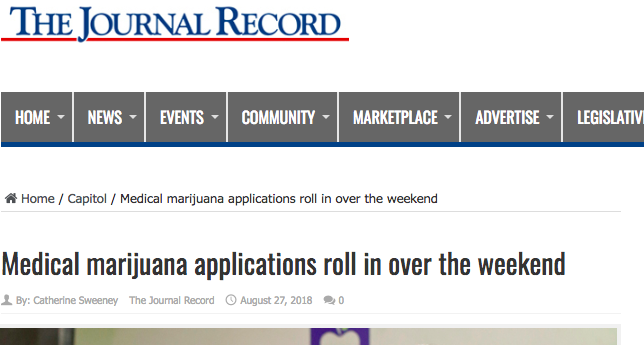 THE JOURNAL RECORD
HOME NEWS EVENTS COMMUNITY MARKETPLACE ADVERTISE
Home / Capitol / Medical marijuana applications roll in over the weekend
Medical marijuana applications roll in over the weekend
By: Catherine Sweeney The Journal Record August 27, 2018 0